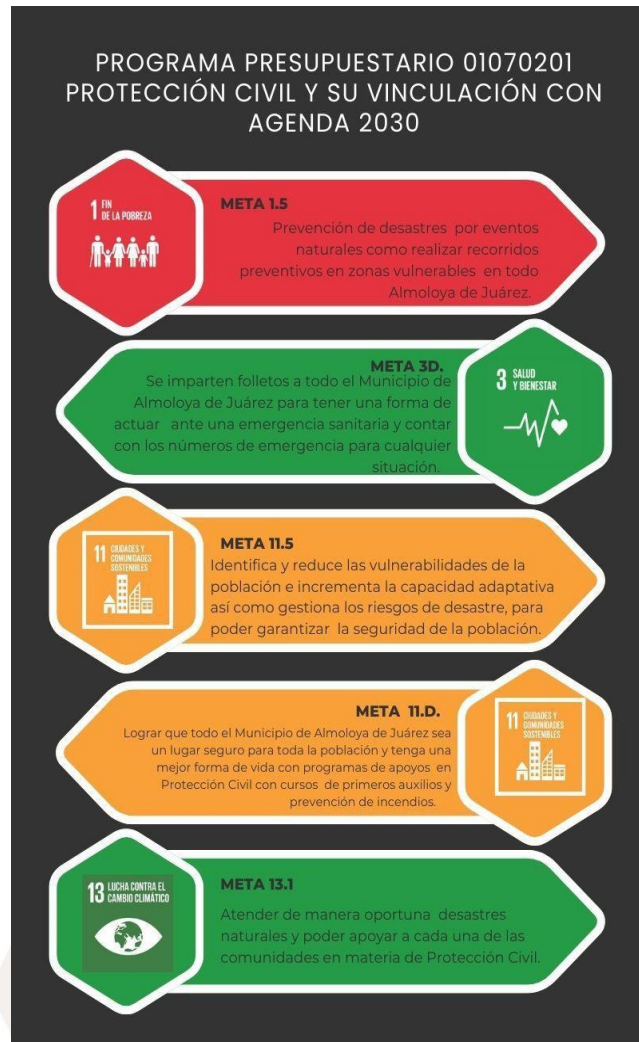 PROGRAMA PRESUPUESTARIO 01070201
PROTECCIÓN CIVIL Y SU VINCULACIÓN CON
AGENDA 2030
1 FIN
DE LA POBREZA
META 1.5
Prevención de desastres por eventos
naturales como realizar recorridos
preventivos en zonas vulnerables en todo
Almoloya de Juárez.
META 3D.
Se imparten folletos a todo el Municipio de
Almoloya de Juárez para tener una forma de
actuar ante una emergencia sanitaria y contar
con los números de emergencia para cualquier
situación.
3 SALUD
Y BIENESTAR
11 CIUDADES Y
COMUNIDADES
SOSTENIBLES
META 11.5
Identifica y reduce las vulnerabilidades de la
población e incrementa la capacidad adaptativa
así como gestiona los riesgos de desastre, para
poder garantizar la seguridad de la población.
META 11.D.
Lograr que todo el Municipio de Almoloya de Juárez sea
un lugar seguro para toda la población y tenga una
mejor forma de vida con programas de apoyos en
Protección Civil con cursos de primeros auxilios y
prevención de incendios.
11 CIUDADES Y
COMUNIDADES
SOSTENIBLES
13 LUCHA CONTRA EL
CAMBIO CLIMÁTICO
META 13.1
Atender de manera oportuna desastres
naturales y poder apoyar a cada una de las
comunidades en materia de Protección Civil.